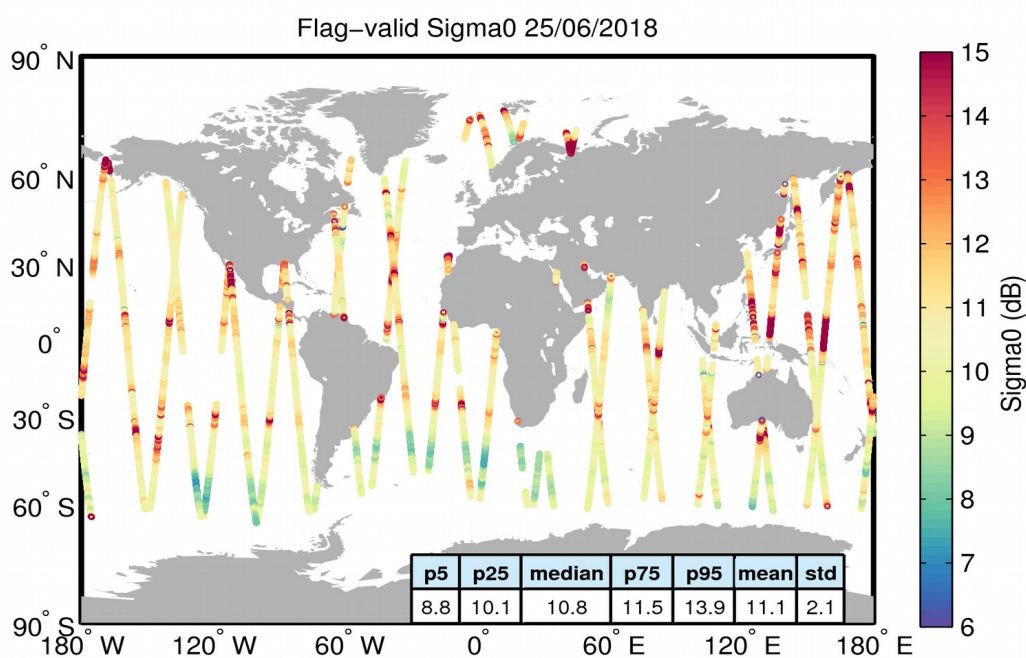 Flag−valid Sigma0 25/06/2018
90° N
60° N
30° N
0°
30° S
60° S
90° S
180° W
120° W
60° W
0°
60° E
120° E
180° E
p5 p25 median p75 p95 mean std
8.8 10.1 10.8 11.5 13.9 11.1 2.1
15
14
13
12
11
10
9
8
7
6
Sigma0 (dB)